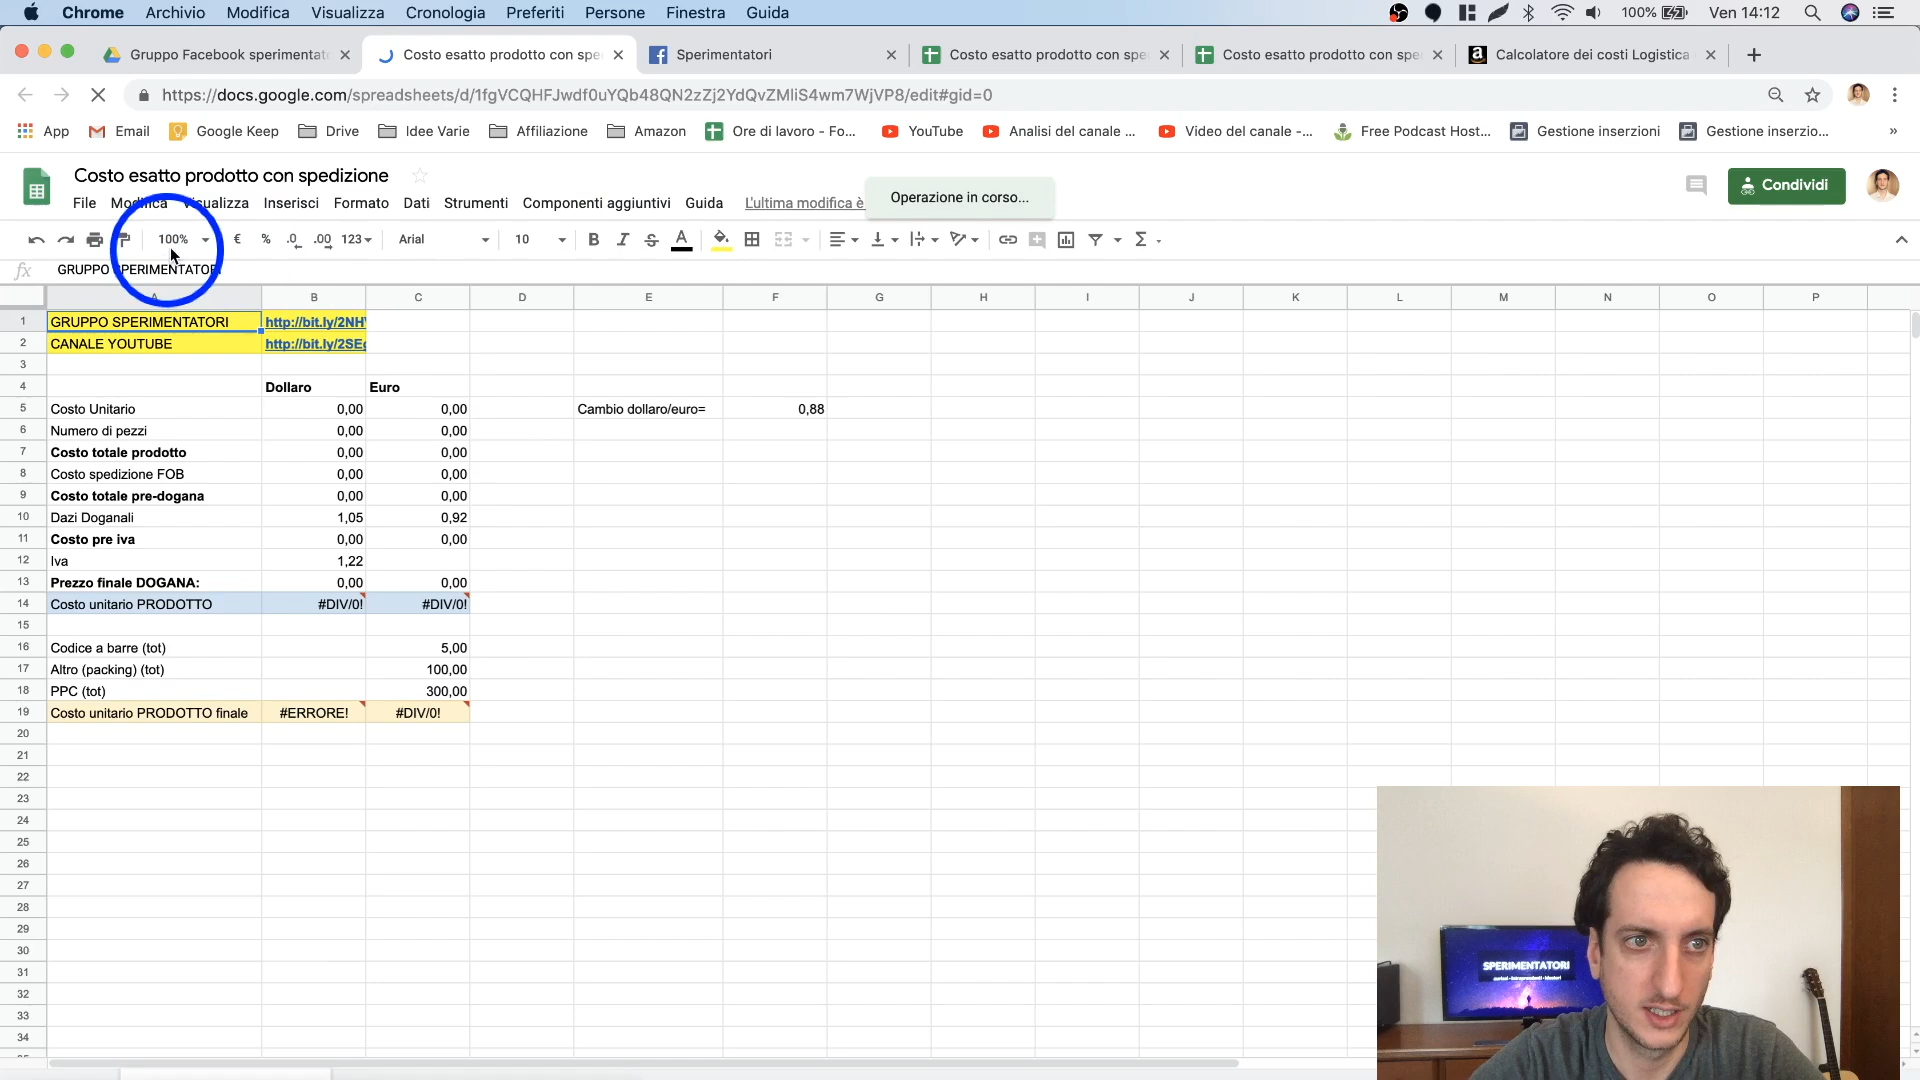 Chrome Archivio Modifica Visualizza Cronologia Preferiti Persone Finestra Guida 100% Ven 14:12
Gruppo Facebook sperimentato Costo esatto prodotto con spe Sperimentatori Costo esatto prodotto con spe Costo esatto prodotto con spe Calcolatore dei costi Logistica
https://docs.google.com/spreadsheets/d/1fgVCQHFJwdf0uYQb48QN2zZj2YdQvZMliS4wm7WjVP8/edit#gid=0
App Email Google Keep Drive Idee Varie Affiliazione Amazon Ore di lavoro - Fo... YouTube Analisi del canale ... Video del canale -... Free Podcast Host... Gestione inserzioni Gestione inserzio... »
Costo esatto prodotto con spedizione
Operazione in corso...
Condividi
File Modifica Visualizza Inserisci Formato Dati Strumenti Componenti aggiuntivi Guida L'ultima modifica è
100% € % .0 .00 123 Arial 10 B I S A Σ
fx GRUPPO SPERIMENTATORI
A B C D E F G H I J K L M N O P
1 GRUPPO SPERIMENTATORI http://bit.ly/2NH
2 CANALE YOUTUBE http://bit.ly/2SE
3
4 Dollaro Euro
5 Costo Unitario 0,00 0,00 Cambio dollaro/euro= 0,88
6 Numero di pezzi 0,00 0,00
7 Costo totale prodotto 0,00 0,00
8 Costo spedizione FOB 0,00 0,00
9 Costo totale pre-dogana 0,00 0,00
10 Dazi Doganali 1,05 0,92
11 Costo pre iva 0,00 0,00
12 Iva 1,22
13 Prezzo finale DOGANA: 0,00 0,00
14 Costo unitario PRODOTTO #DIV/0! #DIV/0!
15
16 Codice a barre (tot) 5,00
17 Altro (packing) (tot) 100,00
18 PPC (tot) 300,00
19 Costo unitario PRODOTTO finale #ERRORE! #DIV/0!
20
21
22
23
24
25
26
27
28
29
30
31
32
33
34
SPERIMENTATORI